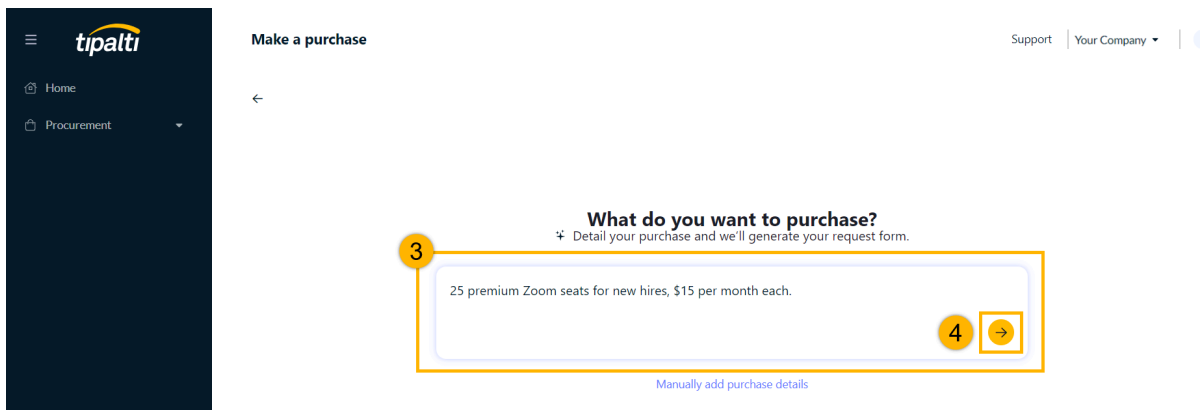 tipalti
Make a purchase
Support
Your Company
Home
Procurement
What do you want to purchase?
Detail your purchase and we'll generate your request form.
3
25 premium Zoom seats for new hires, $15 per month each.
4
Manually add purchase details